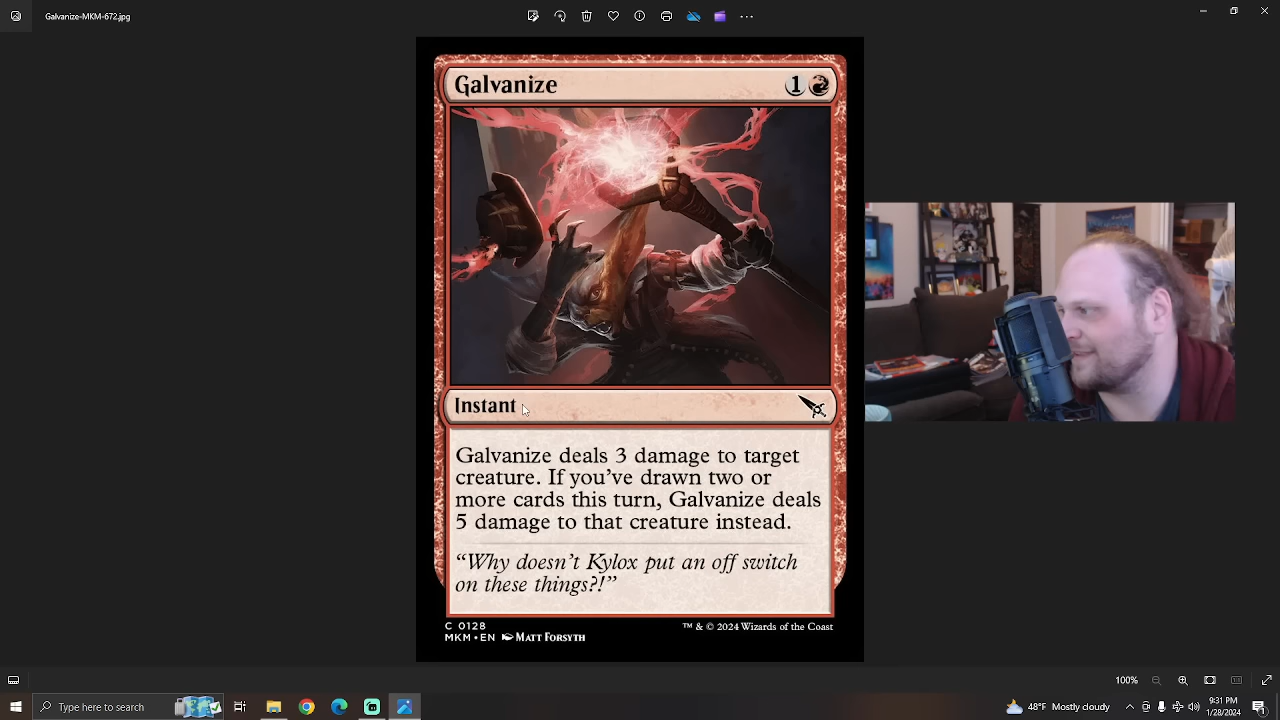 Galvanize-MKM-672.jpg
Galvanize 1
Instant
Galvanize deals 3 damage to target
creature. If you've drawn two or
more cards this turn, Galvanize deals
5 damage to that creature instead.
“Why doesn't Kylox put an off switch
on these things?!”
C 0128
MKM • EN MATT FORSYTH
™ & © 2024 Wizards of the Coast
100%
Type here to search
48°F Mostly cloudy
9:31 PM
1/28/2024